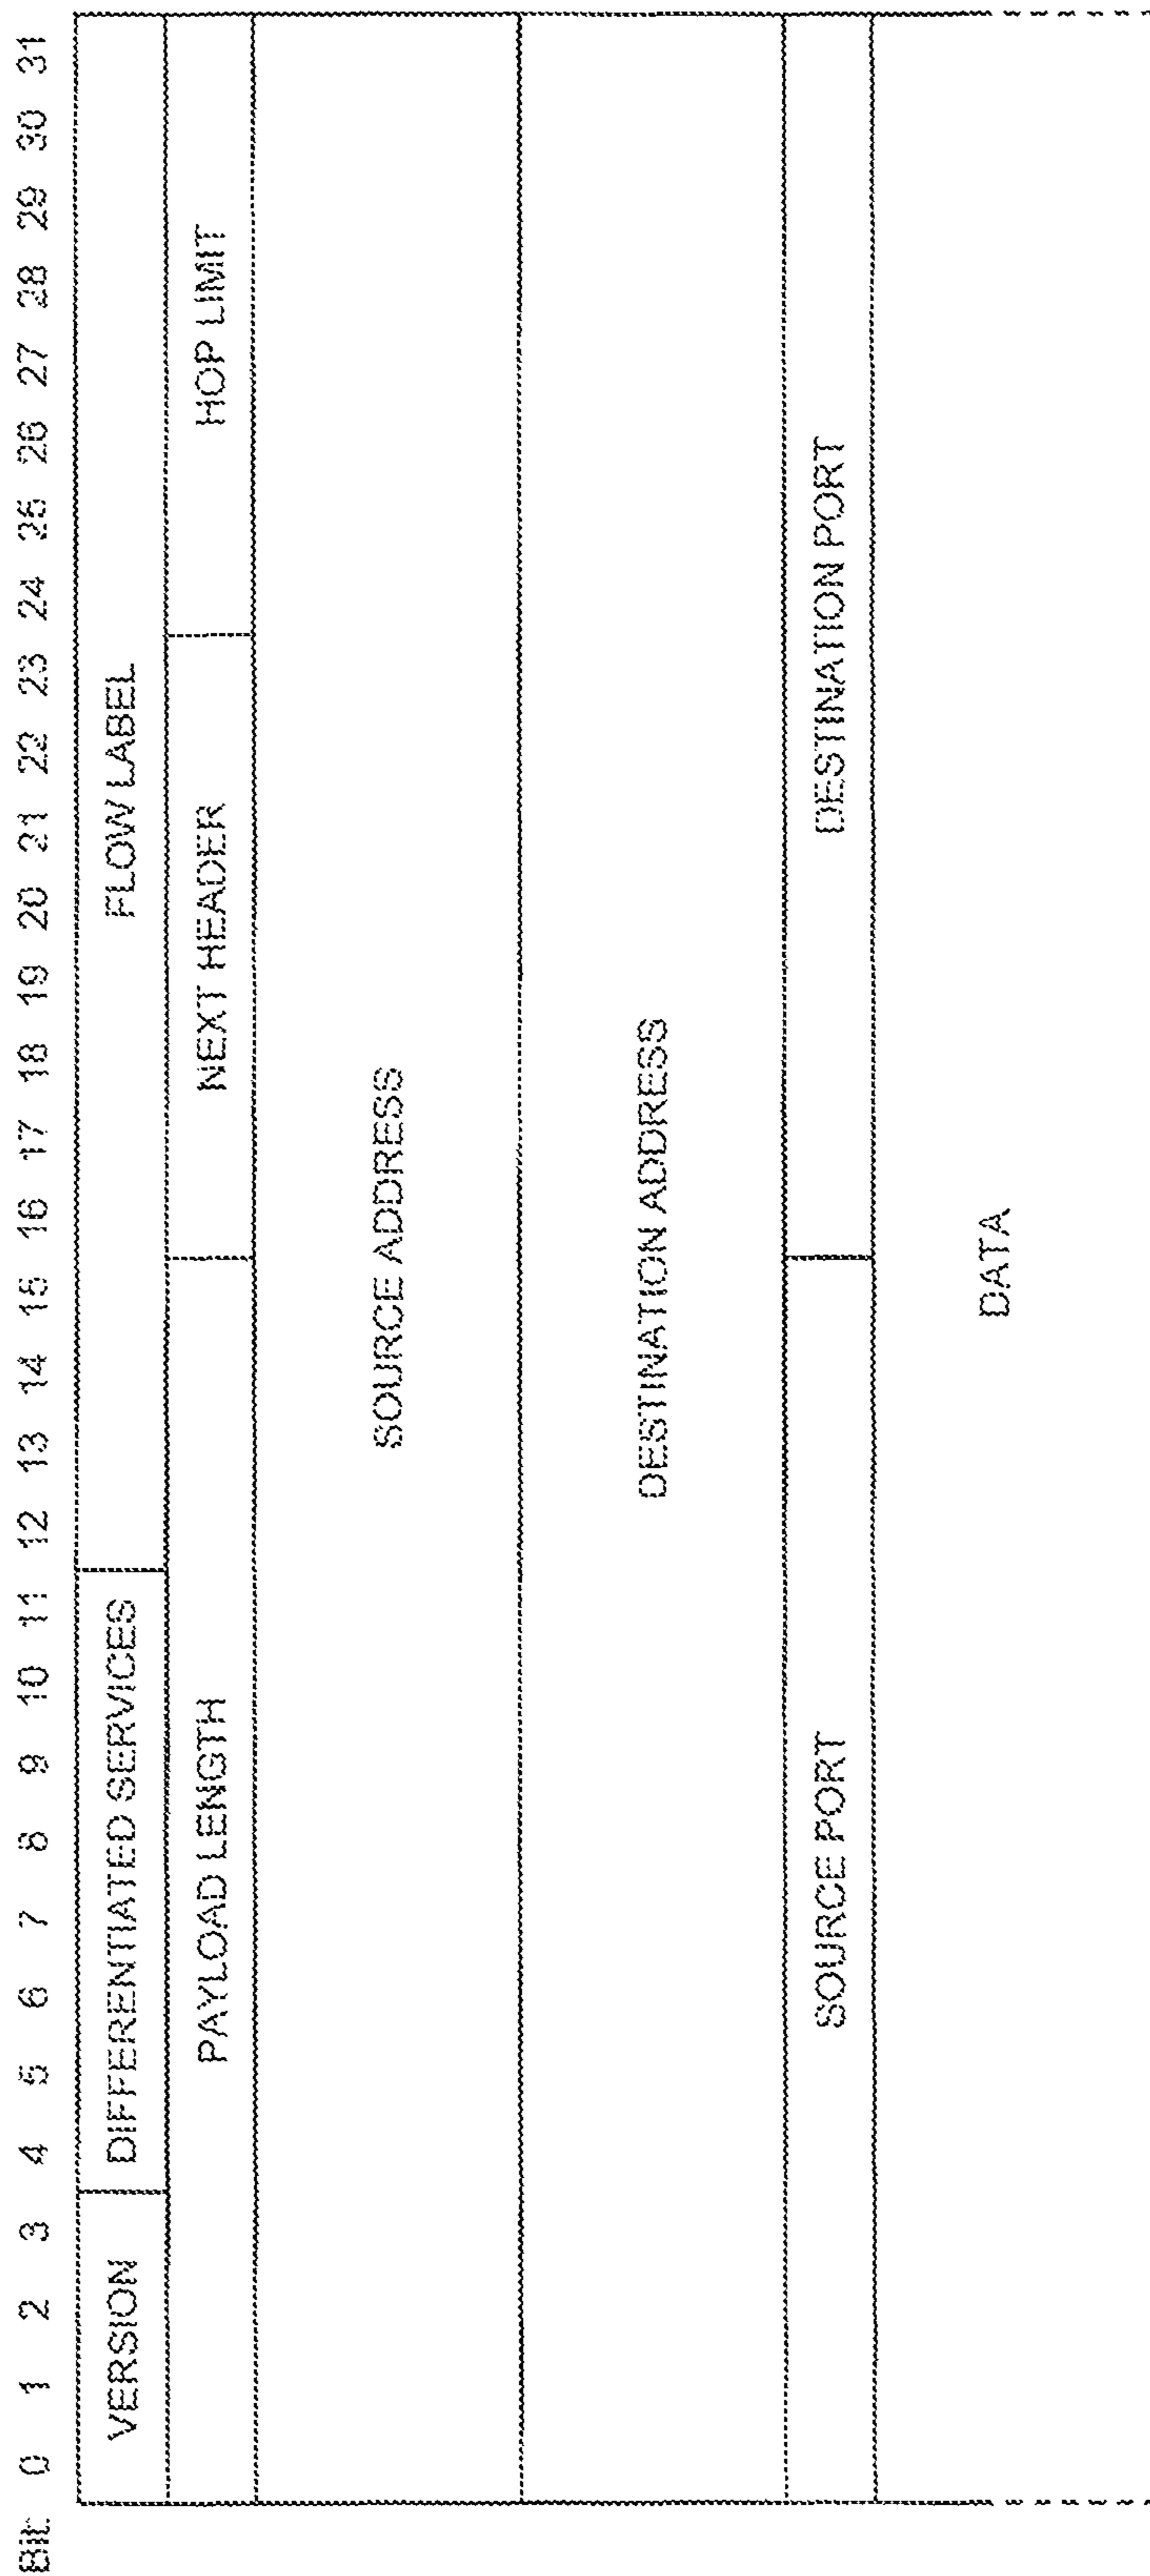 Bit: 0 1 2 3 4 5 6 7 8 9 10 11 12 13 14 15 16 17 18 19 20 21 22 23 24 25 26 27 28 29 30 31
VERSION DIFFERENTIATED SERVICES FLOW LABEL
PAYLOAD LENGTH NEXT HEADER HOP LIMIT
SOURCE ADDRESS
DESTINATION ADDRESS
SOURCE PORT DESTINATION PORT
DATA